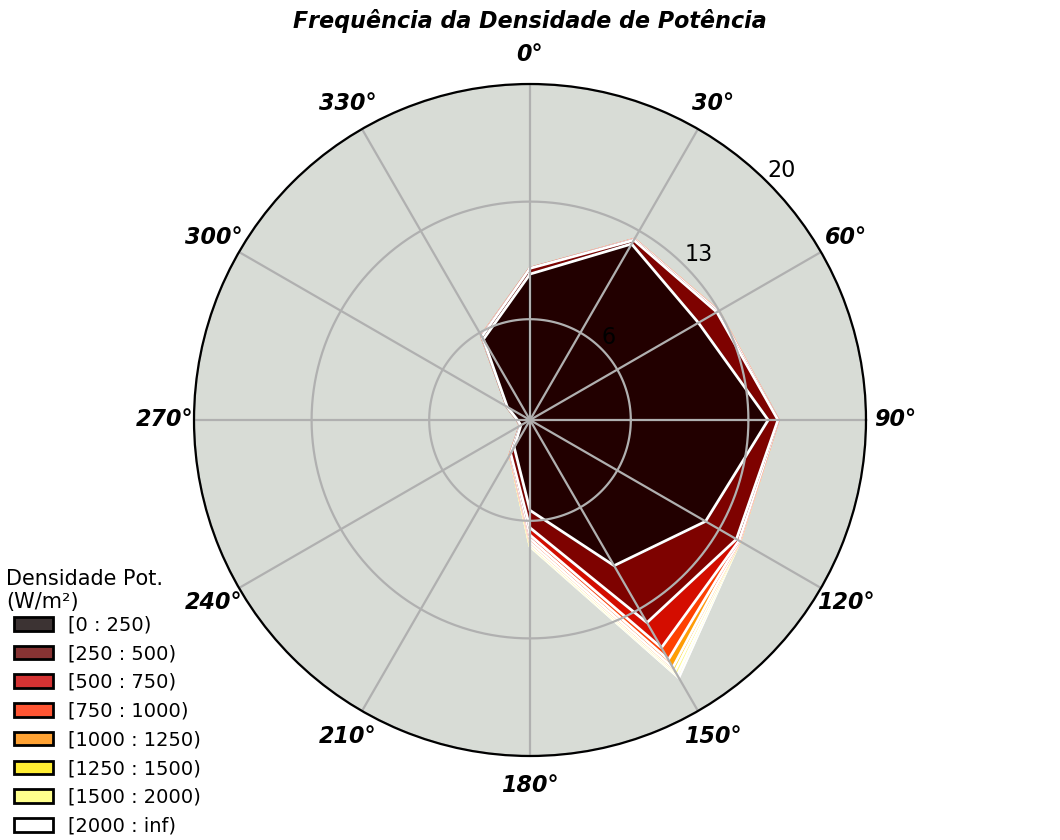 Frequência da Densidade de Potência
0°
330°
30°
20
300°
60°
13
6
270°
90°
240°
120°
210°
150°
180°
Densidade Pot.
(W/m²)
[0 : 250)
[250 : 500)
[500 : 750)
[750 : 1000)
[1000 : 1250)
[1250 : 1500)
[1500 : 2000)
[2000 : inf)